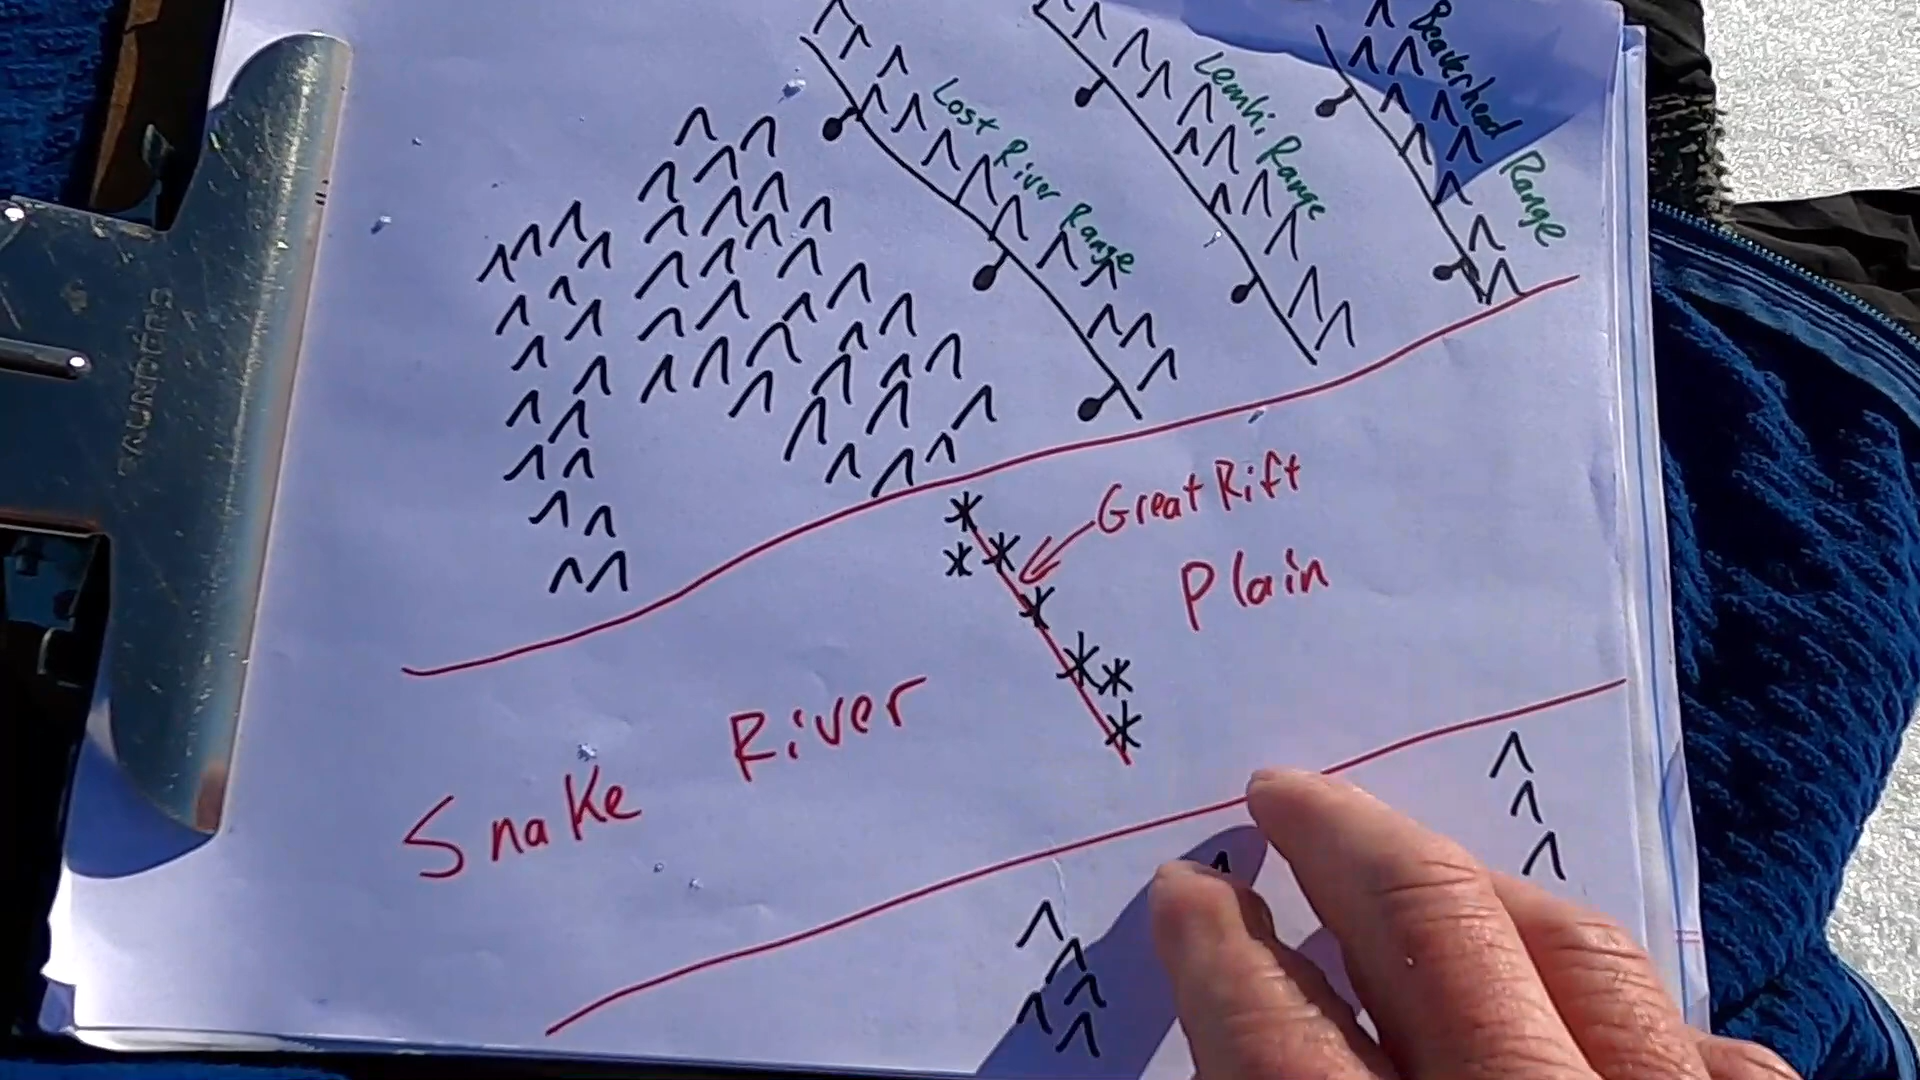 Lost River Range
Lemhi Range
Beaverhead Range
Great Rift
Snake River Plain
SAUNDERS